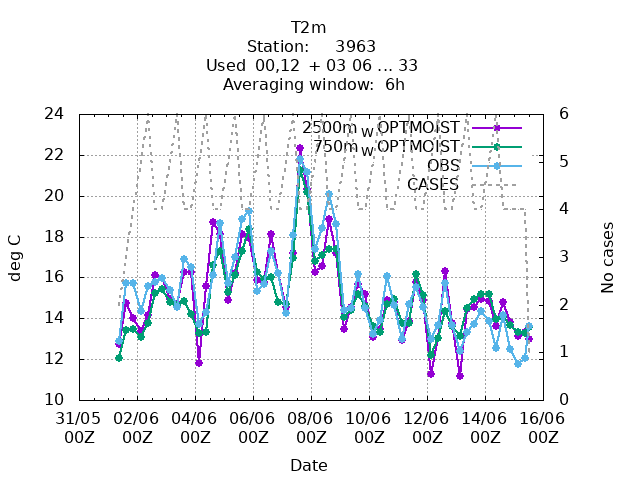 T2m
Station: 3963
Used 00,12 + 03 06 ... 33
Averaging window: 6h
24
22
20
18
16
14
12
10
deg C
6
5
4
3
2
1
0
No cases
2500m w OPTMOIST
750m w OPTMOIST
OBS
CASES
31/05 02/06 04/06 06/06 08/06 10/06 12/06 14/06 16/06
00Z 00Z 00Z 00Z 00Z 00Z 00Z 00Z 00Z
Date